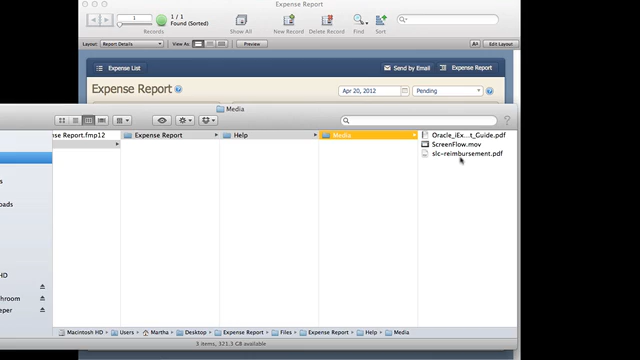 Expense Report
1
1 / 1
Found (Sorted)
Records
Show All
New Record
Delete Record
Find
Sort
Layout:
Report Details
View As:
Preview
Aa
Edit Layout
Expense List
Send by Email
Expense Report
Expense Report
Apr 20, 2012
Pending
Media
se Report.fmp12
Expense Report
Help
Media
Oracle_iEx...t_Guide.pdf
ScreenFlow.mov
slc-reimbursement.pdf
s
oads
HD
hroom
eper
Macintosh HD
Users
Martha
Desktop
Expense Report
Files
Expense Report
Help
Media
3 items, 321.3 GB available